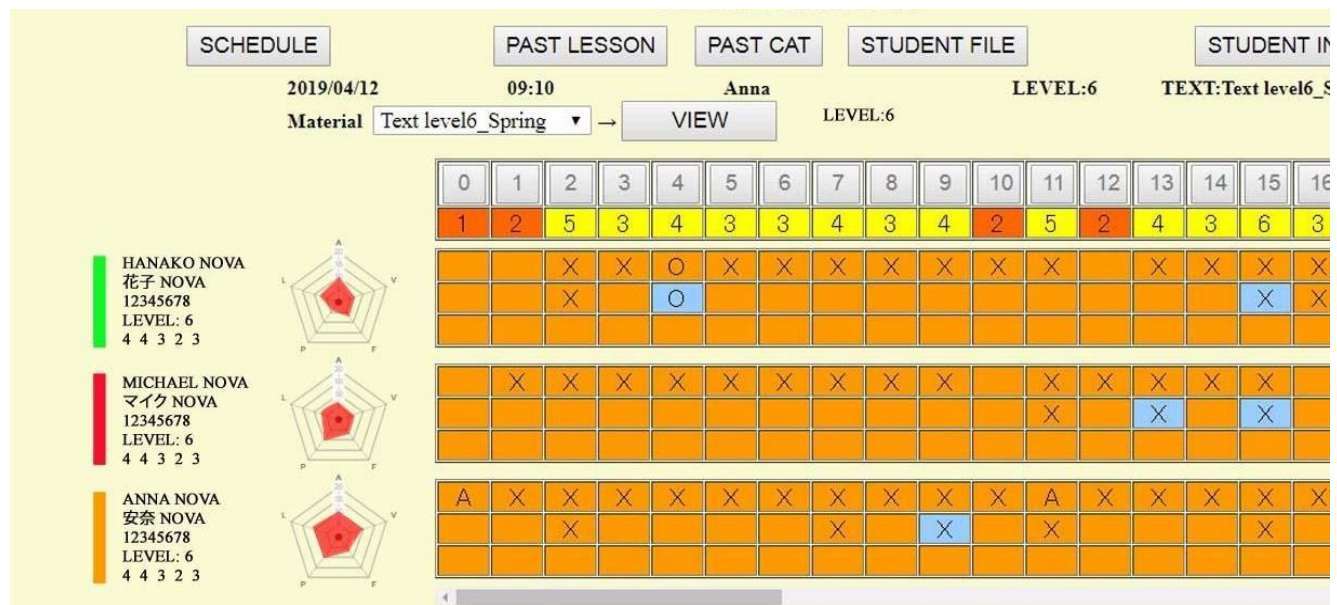 SCHEDULE PAST LESSON PAST CAT STUDENT FILE STUDENT
2019/04/12 09:10 Anna LEVEL:6 TEXT:Text level6_S
Material Text level6_Spring ▼ → VIEW LEVEL:6
0 1 2 3 4 5 6 7 8 9 10 11 12 13 14 15 16
1 2 5 3 4 3 3 4 3 4 2 5 2 4 3 6 3
HANAKO NOVA
花子 NOVA
12345678
LEVEL: 6
4 4 3 2 3
X X O X X X X X X X X X X X
X O X X
MICHAEL NOVA
マイク NOVA
12345678
LEVEL: 6
4 4 3 2 3
X X X X X X X X X X X X X X
X X X
ANNA NOVA
安奈 NOVA
12345678
LEVEL: 6
4 4 3 2 3
A X X X X X X X X X X A X X X X X
X X X X X